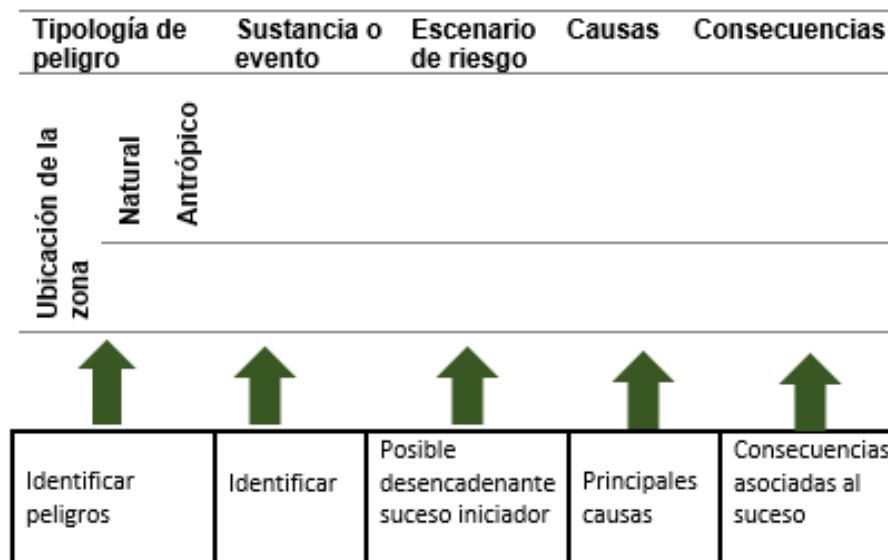 Tipología de
peligro
Sustancia o
evento
Escenario
de riesgo
Causas
Consecuencias
Ubicación de la
zona
Natural
Antrópico
Identificar
peligros
Identificar
Posible
desencadenante
suceso iniciador
Principales
causas
Consecuencias
asociadas al
suceso